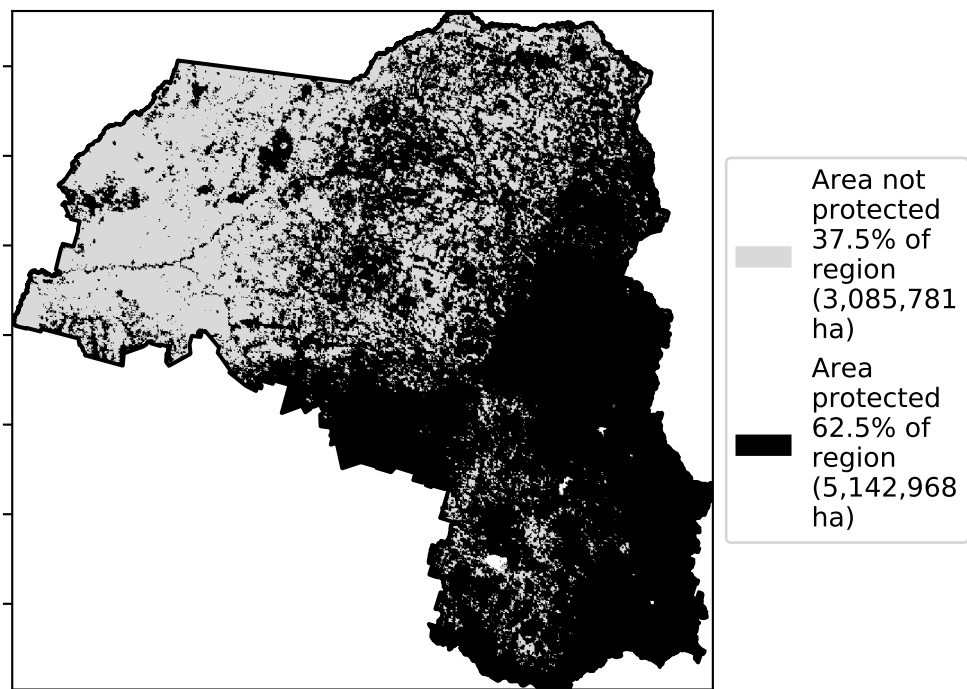 Area not
protected
37.5% of
region
(3,085,781
ha)
Area
protected
62.5% of
region
(5,142,968
ha)